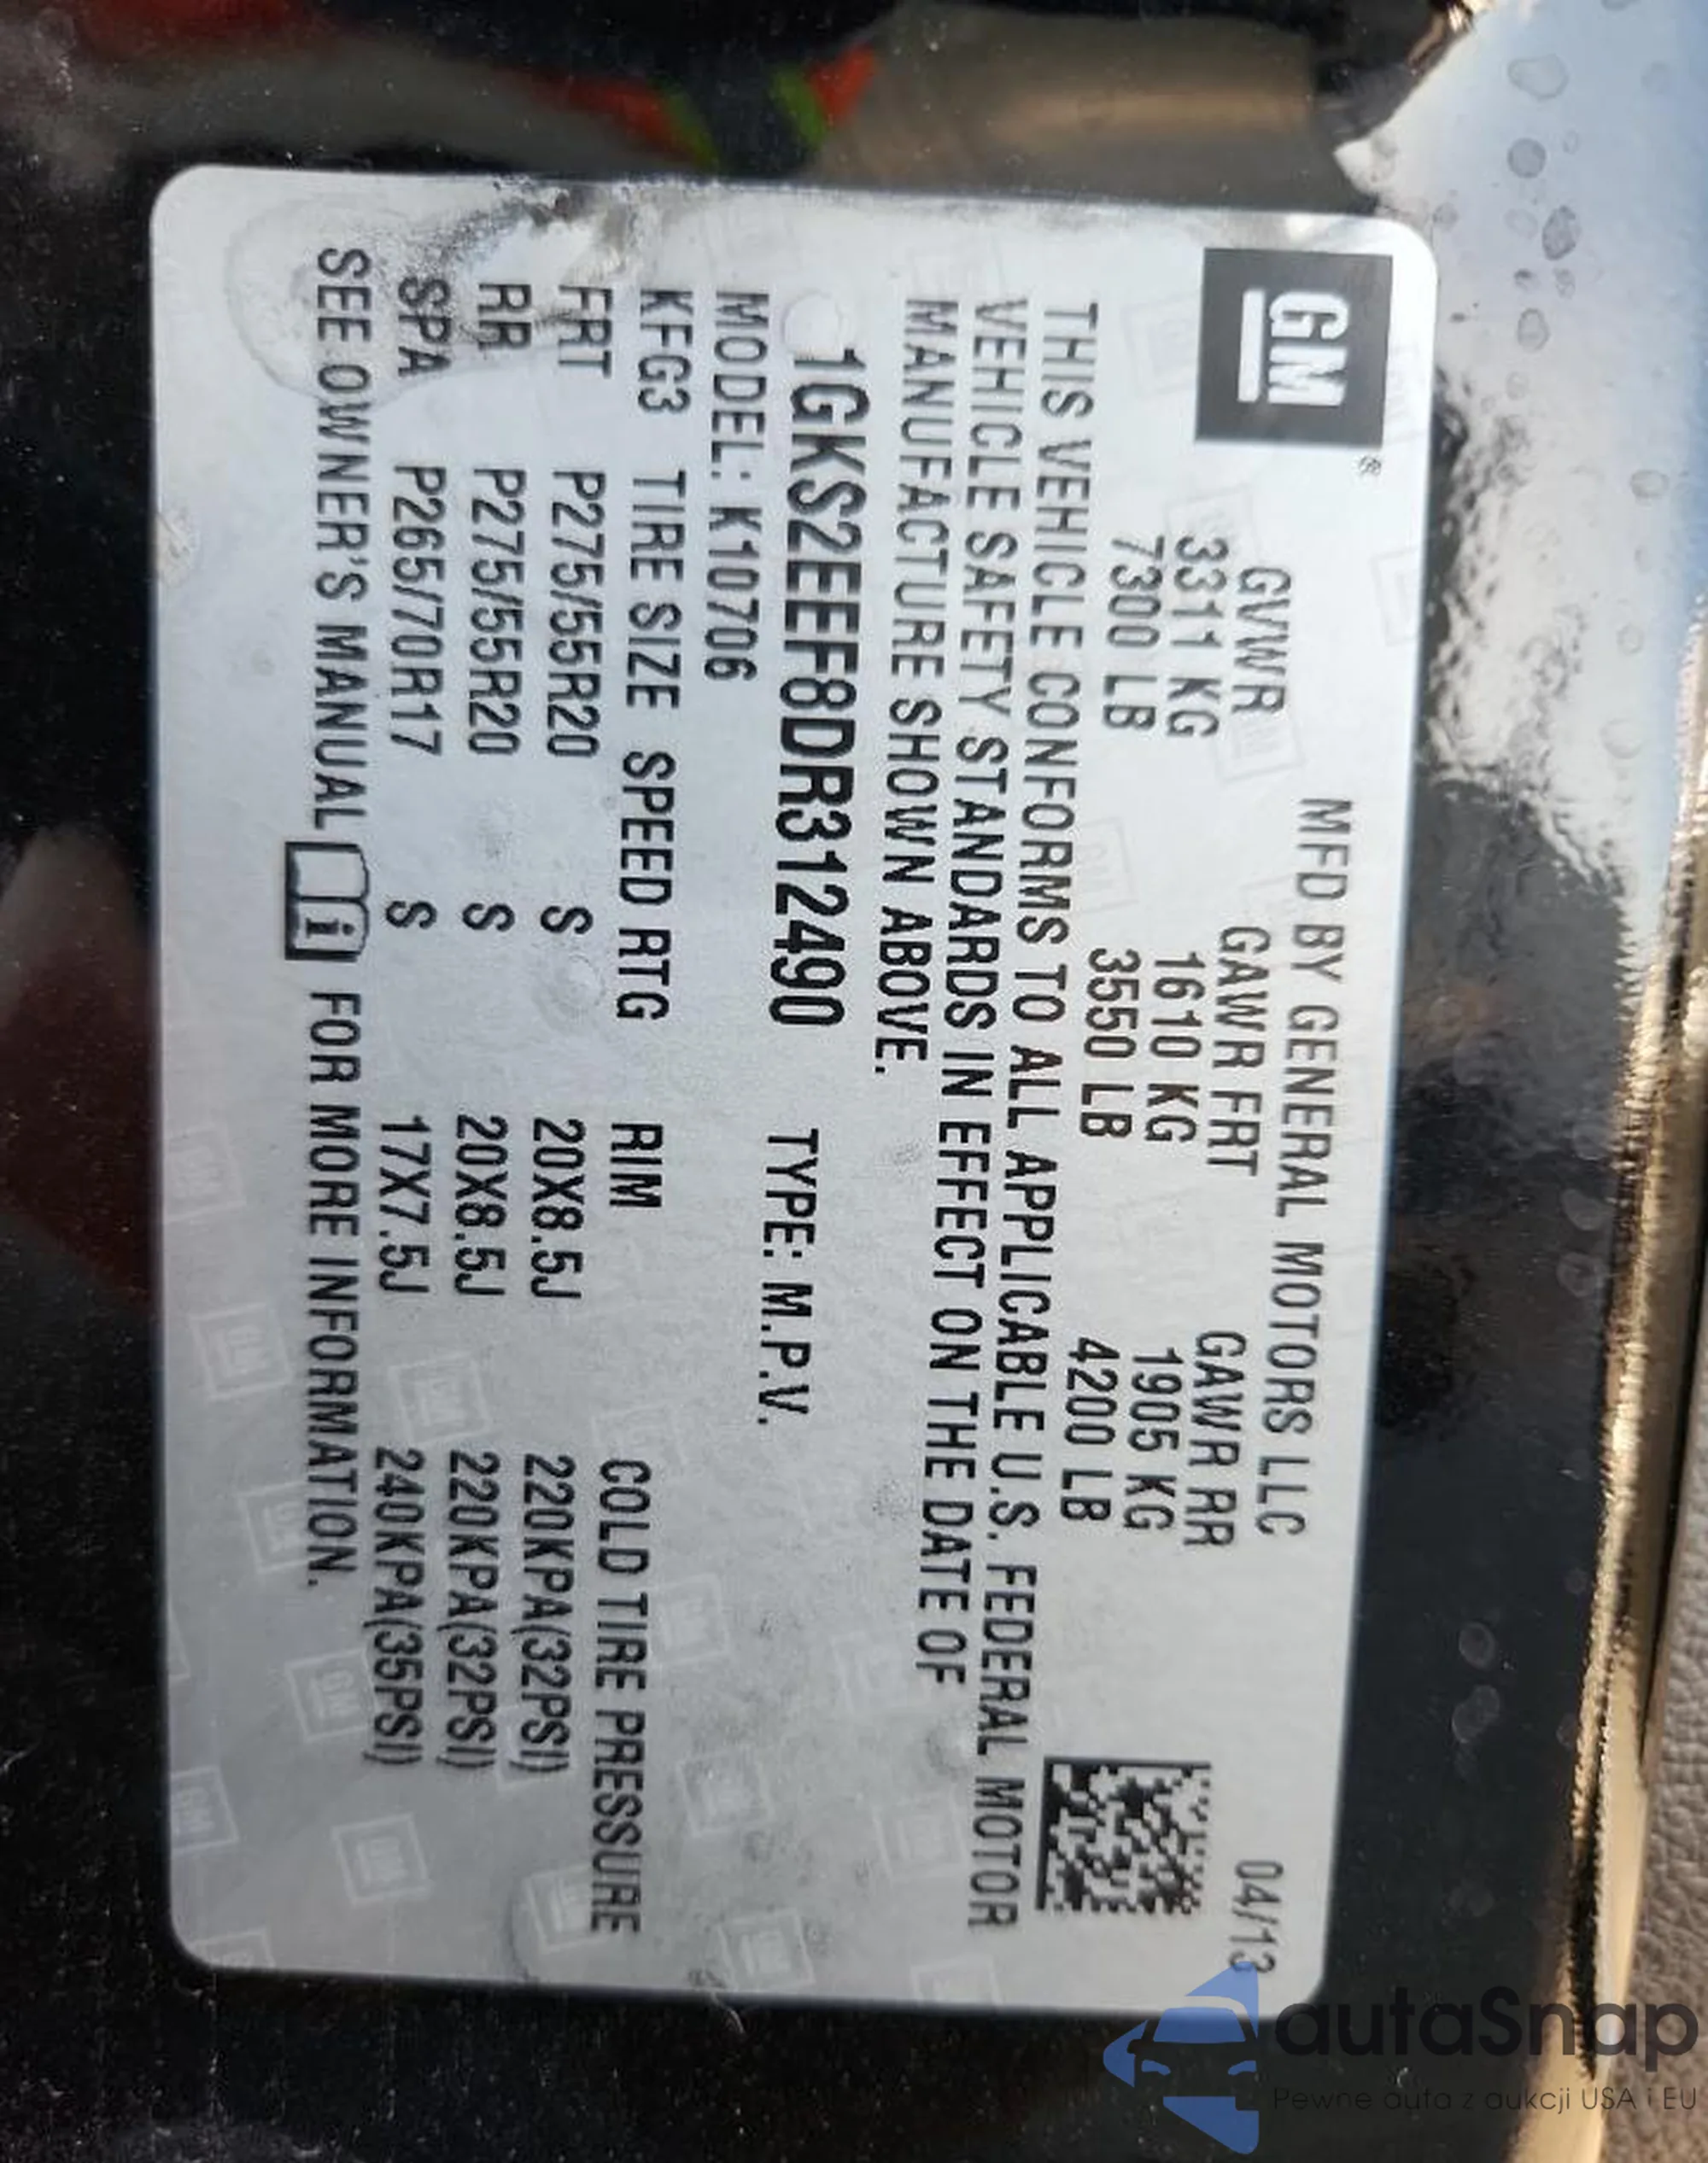 GM®
MFD BY GENERAL MOTORS LLC 04/13
GVWR GAWR FRT GAWR RR
3311 KG 1610 KG 1905 KG
7300 LB 3550 LB 4200 LB
THIS VEHICLE CONFORMS TO ALL APPLICABLE U.S. FEDERAL MOTOR
VEHICLE SAFETY STANDARDS IN EFFECT ON THE DATE OF
MANUFACTURE SHOWN ABOVE.
1GKS2EEF8DR312490 TYPE: M.P.V.
MODEL: K10706
KFG3 TIRE SIZE SPEED RTG RIM COLD TIRE PRESSURE
FRT P275/55R20 S 20X8.5J 220KPA(32PSI)
RR P275/55R20 S 20X8.5J 220KPA(32PSI)
SPA P265/70R17 S 17X7.5J 240KPA(35PSI)
SEE OWNER'S MANUAL i FOR MORE INFORMATION.
autaSnap
Pewne auta z aukcji USA i EU